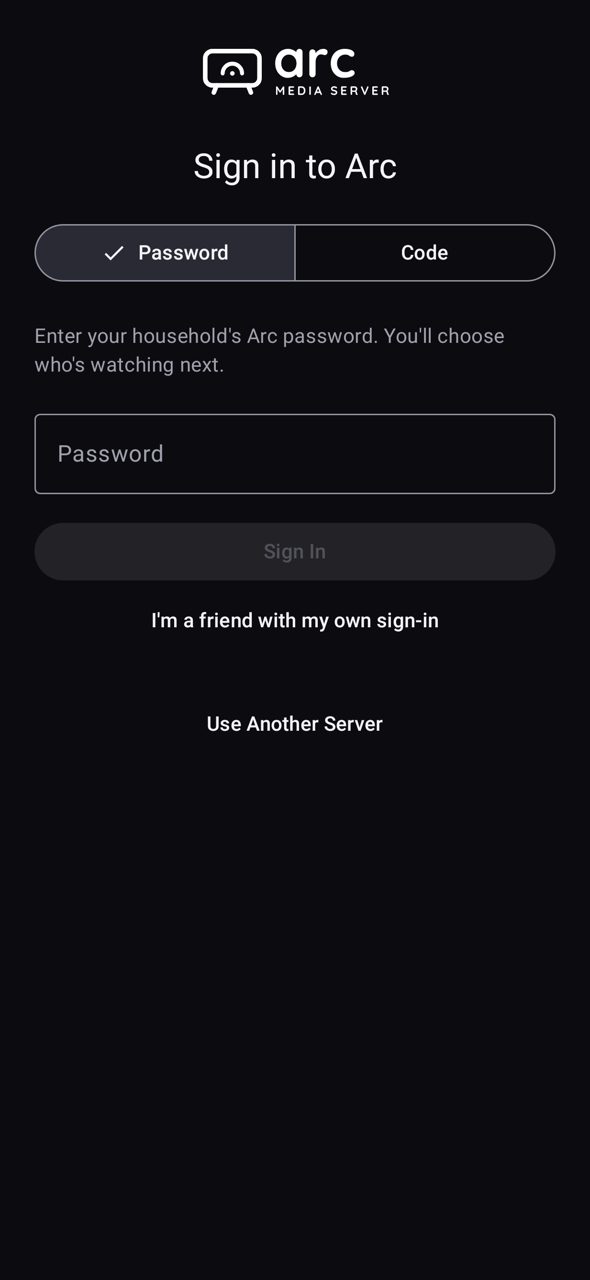 arc
MEDIA SERVER
Sign in to Arc
Password
Code
Enter your household's Arc password. You'll choose
who's watching next.
Password
Sign In
I'm a friend with my own sign-in
Use Another Server